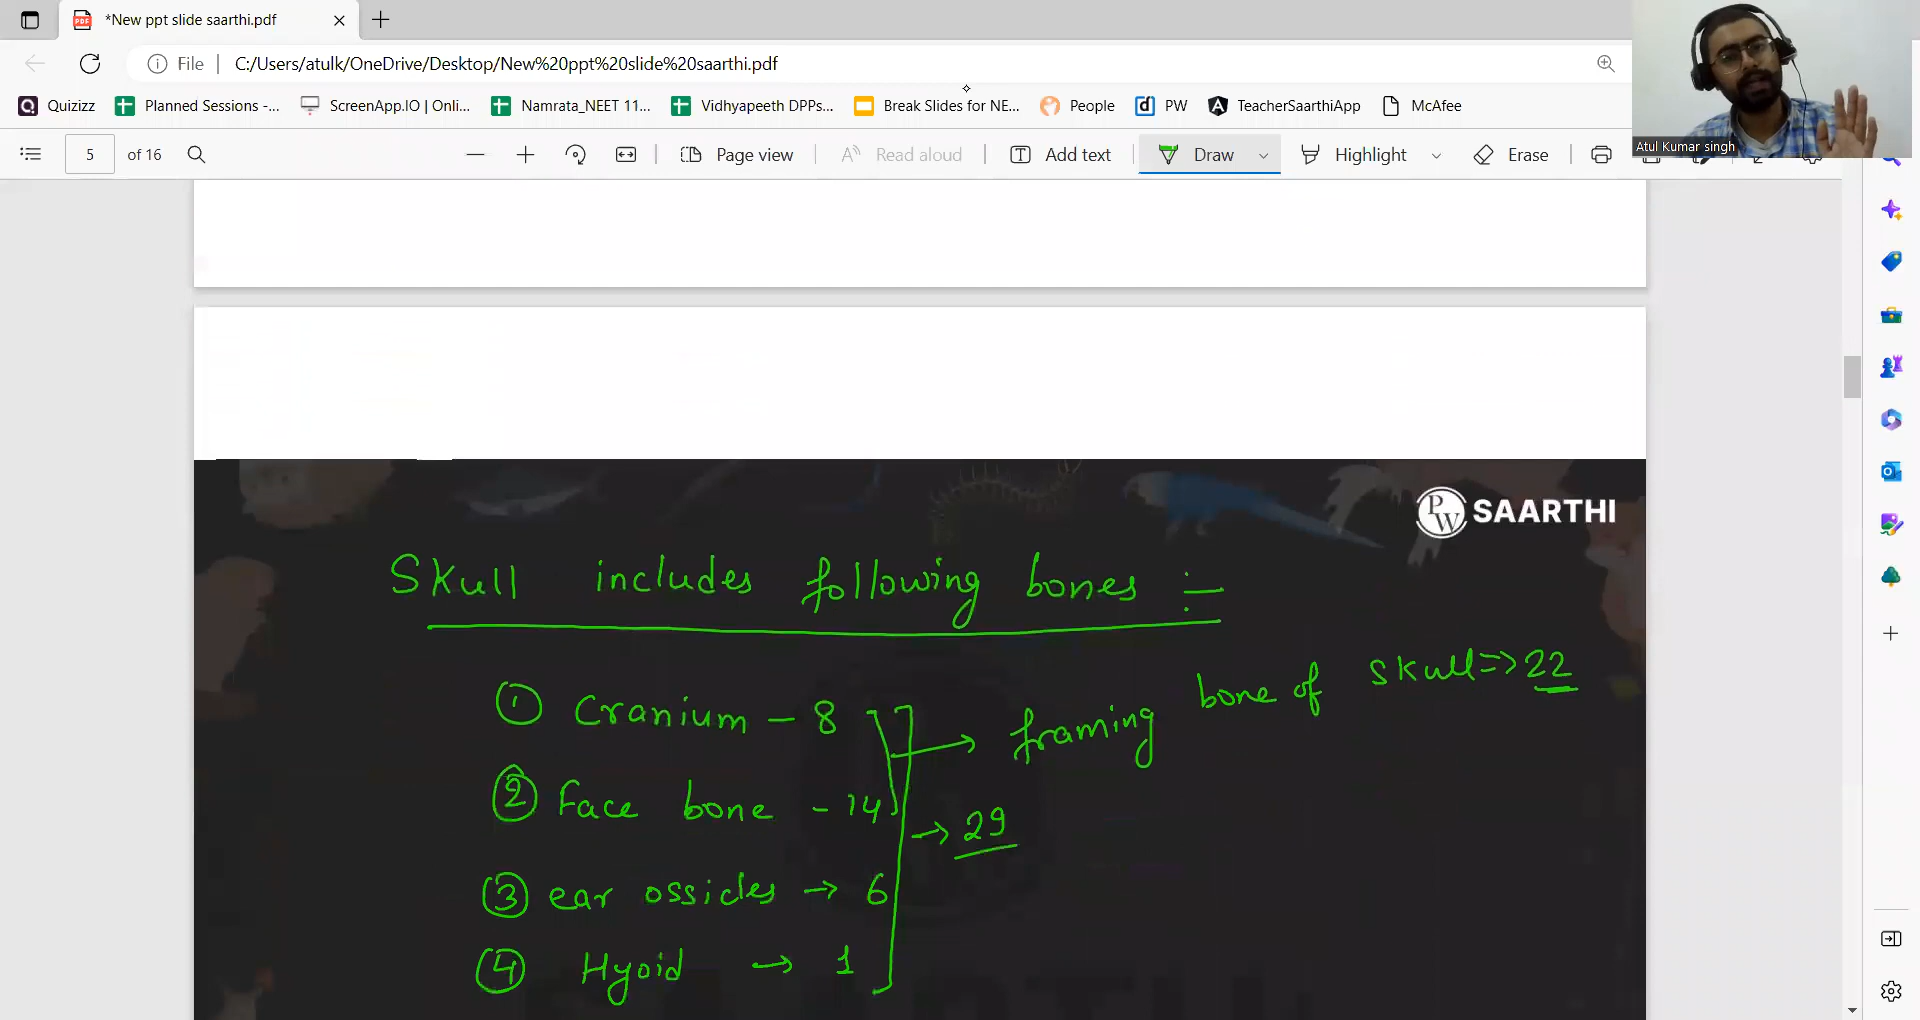 *New ppt slide saarthi.pdf
File C:/Users/atulk/OneDrive/Desktop/New%20ppt%20slide%20saarthi.pdf
Quizizz Planned Sessions -... ScreenApp.IO | Onli... Namrata_NEET 11... Vidhyapeeth DPPs... Break Slides for NE... People PW TeacherSaarthiApp McAfee
Atul Kumar singh
5 of 16 Page view Read aloud Add text Draw Highlight Erase
PW SAARTHI
Skull includes following bones :-
① Cranium - 8 → framing bone of skull => 22
② Face bone - 14
→ 29
③ ear ossicles → 6
④ Hyoid → 1